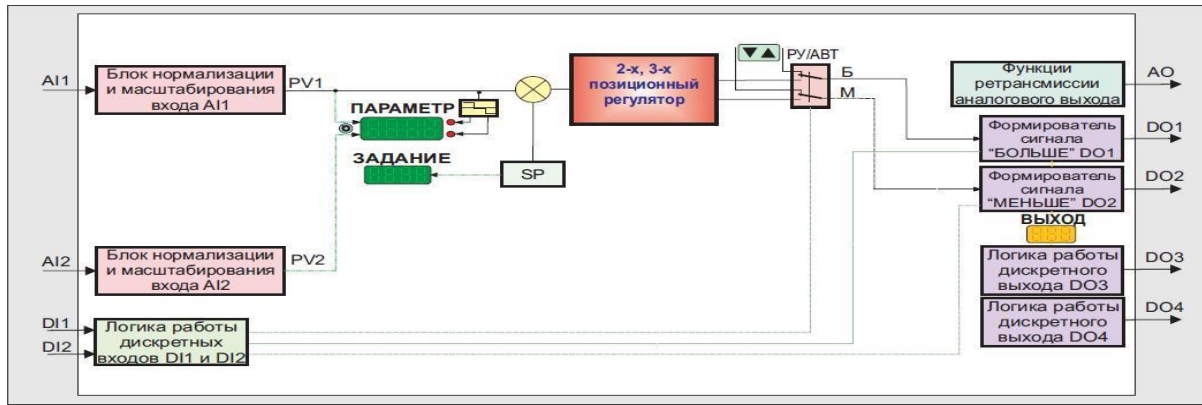 AI1
Блок нормализации
и масштабирования
входа AI1
PV1
ПАРАМЕТР
ЗАДАНИЕ
SP
2-х, 3-х
позиционный
регулятор
РУ/АВТ
Б
М
Функции
ретрансмиссии
аналогового выхода
AO
Формирователь
сигнала
“БОЛЬШЕ” DO1
DO1
Формирователь
сигнала
“МЕНЬШЕ” DO2
DO2
ВЫХОД
AI2
Блок нормализации
и масштабирования
входа AI2
PV2
Логика работы
дискретного
выхода DO3
DO3
DI1
DI2
Логика работы
дискретных
входов DI1 и DI2
Логика работы
дискретного
выхода DO4
DO4